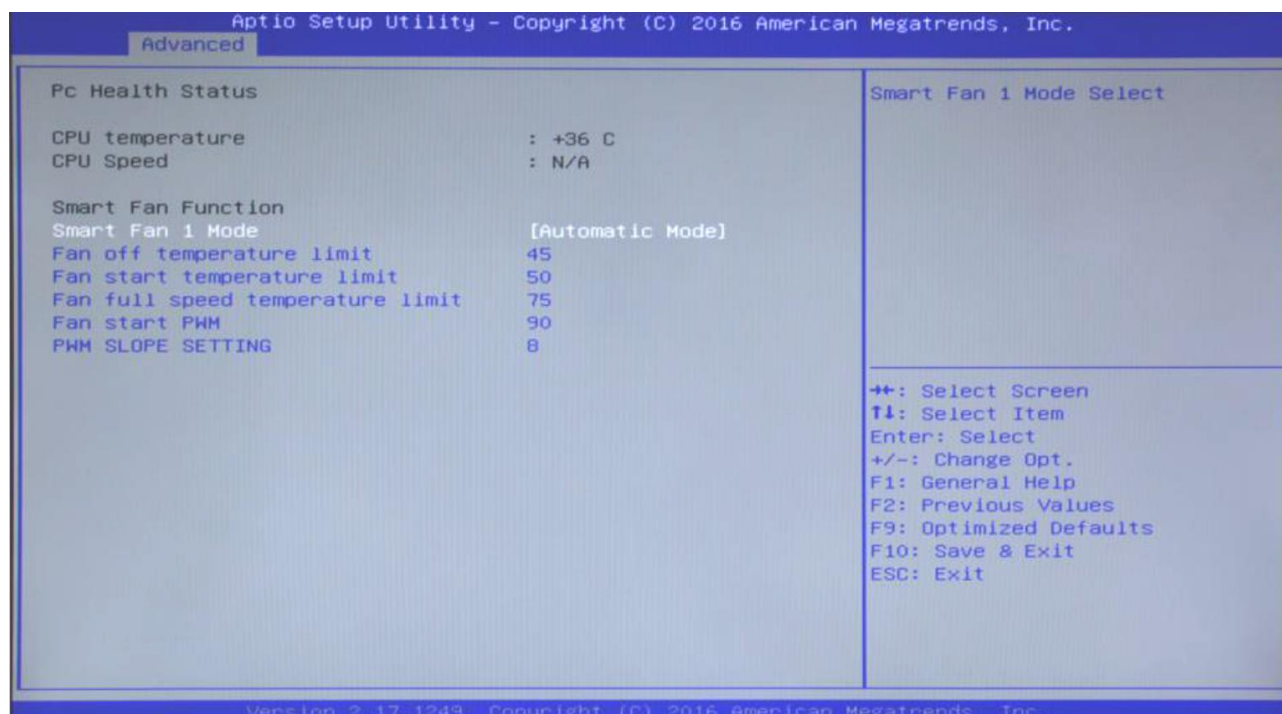 Aptio Setup Utility – Copyright (C) 2016 American Megatrends, Inc.
Advanced
Pc Health Status
CPU temperature : +36 C
CPU Speed : N/A
Smart Fan Function
Smart Fan 1 Mode [Automatic Mode]
Fan off temperature limit 45
Fan start temperature limit 50
Fan full speed temperature limit 75
Fan start PWM 90
PWM SLOPE SETTING 8
Smart Fan 1 Mode Select
→←: Select Screen
↑↓: Select Item
Enter: Select
+/-: Change Opt.
F1: General Help
F2: Previous Values
F9: Optimized Defaults
F10: Save & Exit
ESC: Exit
Version 2.17.1249. Copyright (C) 2016 American Megatrends, Inc.